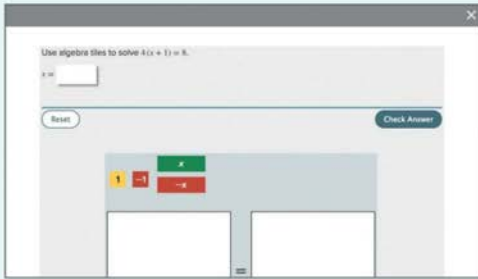 ×
Use algebra tiles to solve 4(x + 1) = 8.
x =
Reset
Check Answer
x
1 −1
−x
=